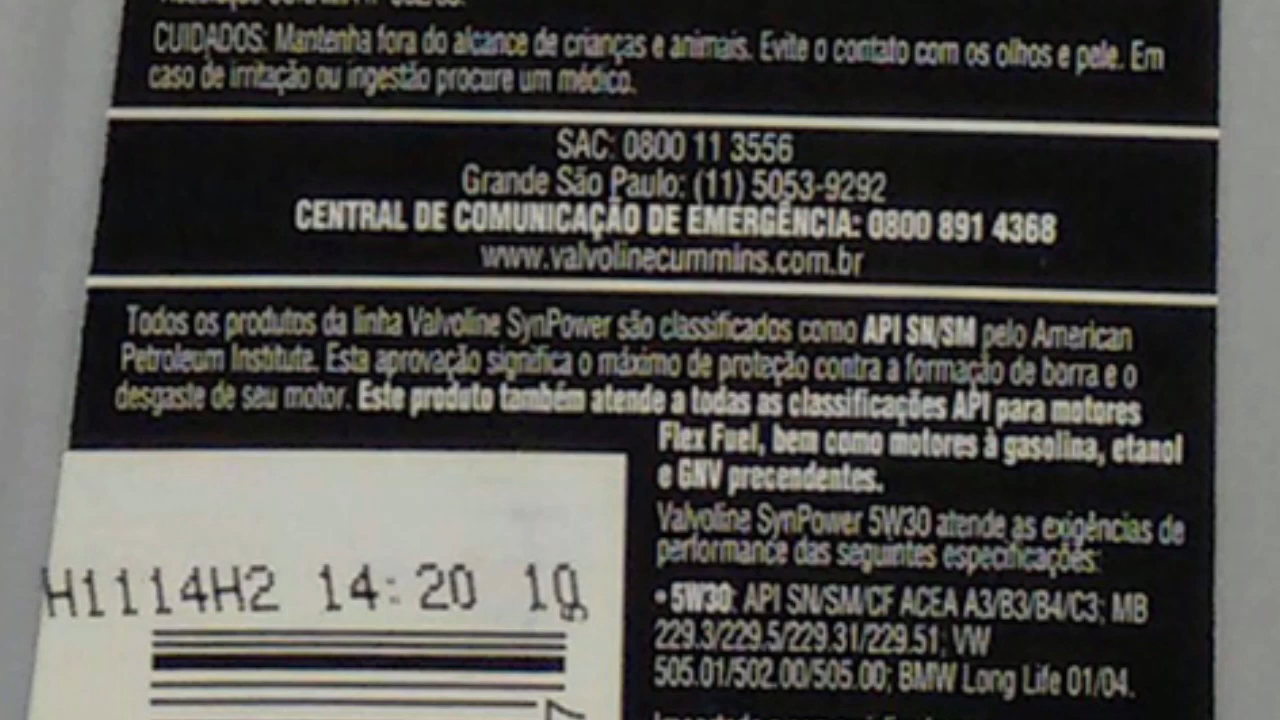 CUIDADOS: Mantenha fora do alcance de crianças e animais. Evite o contato com os olhos e pele. Em
caso de irritação ou ingestão procure um médico.
SAC: 0800 11 3556
Grande São Paulo: (11) 5053-9292
CENTRAL DE COMUNICAÇÃO DE EMERGÊNCIA: 0800 891 4368
www.valvolinecummins.com.br
Todos os produtos da linha Valvoline SynPower são classificados como API SN/SM pelo American
Petroleum Institute. Esta aprovação significa o máximo de proteção contra a formação de borra e o
desgaste de seu motor. Este produto também atende a todas as classificações API para motores
Flex Fuel, bem como motores à gasolina, etanol
e GNV precendentes.
Valvoline SynPower 5W30 atende as exigências de
performance das seguintes especificações:
• 5W30: API SN/SM/CF ACEA A3/B3/B4/C3; MB
229.3/229.5/229.31/229.51; VW
505.01/502.00/505.00; BMW Long Life 01/04.
H1114H2 14:20